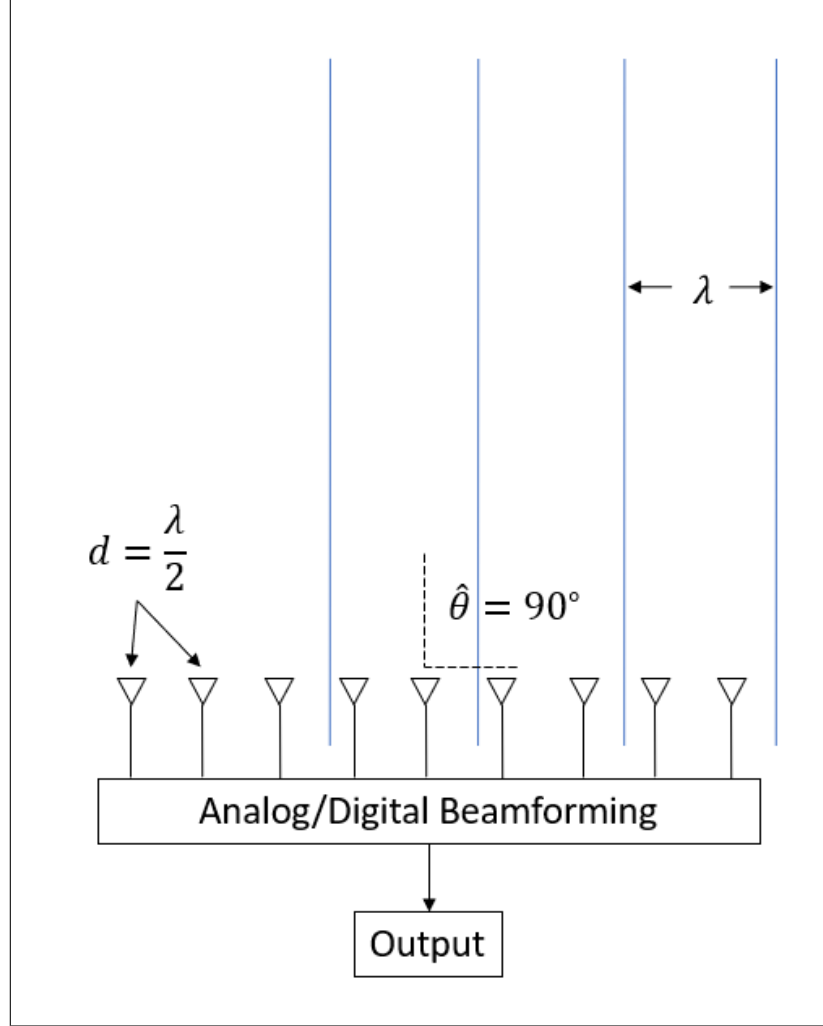 λ
d = λ/2
θ̂ = 90°
Analog/Digital Beamforming
Output